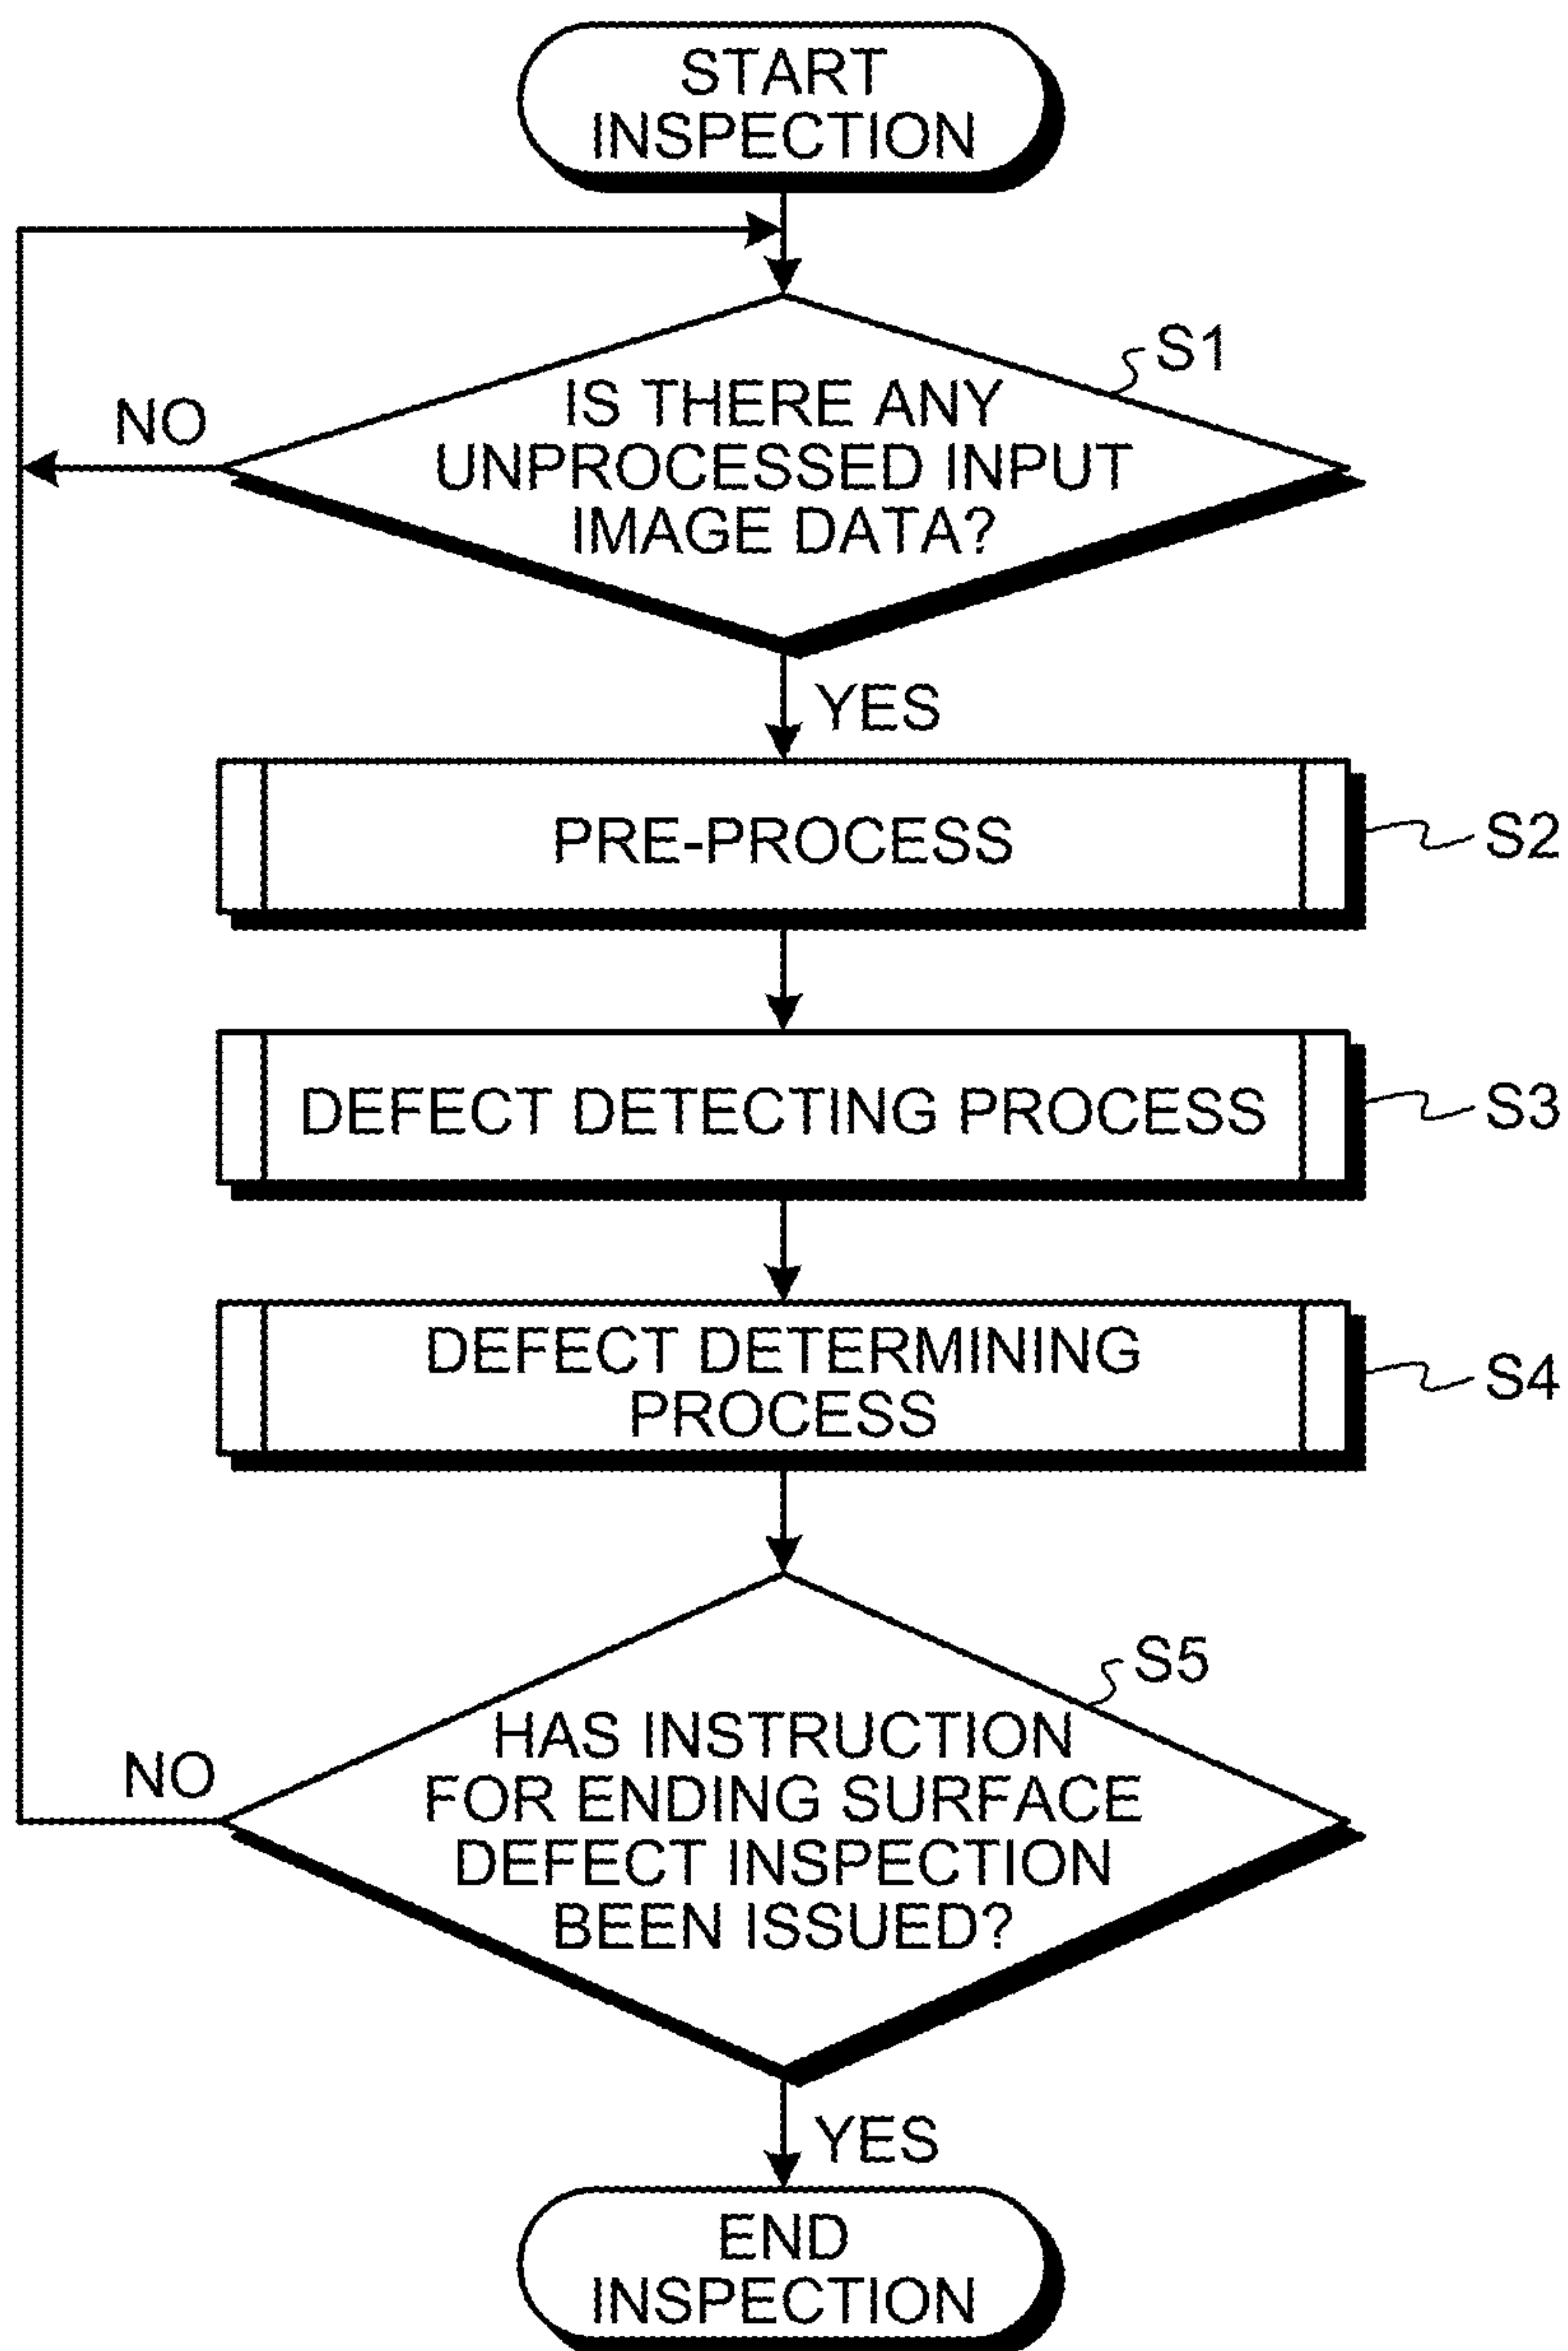 START
INSPECTION
S1
IS THERE ANY
UNPROCESSED INPUT
IMAGE DATA?
NO
YES
PRE-PROCESS
S2
DEFECT DETECTING PROCESS
S3
DEFECT DETERMINING
PROCESS
S4
S5
HAS INSTRUCTION
FOR ENDING SURFACE
DEFECT INSPECTION
BEEN ISSUED?
NO
YES
END
INSPECTION